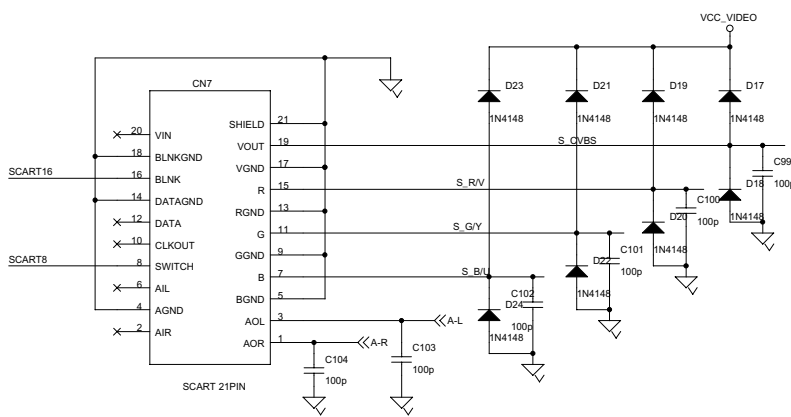 VCC_VIDEO
CN7
D23
D21
D19
D17
1N4148
1N4148
1N4148
1N4148
20
VIN
SHIELD
21
18
BLNKGND
VOUT
19
S_CVBS
SCART16
16
BLNK
VGND
17
C99
100p
14
DATAGND
R
15
S_R/V
D18
1N4148
C100
100p
12
DATA
RGND
13
D20
1N4148
10
CLKOUT
G
11
S_G/Y
SCART8
8
SWITCH
GGND
9
C101
100p
D22
1N4148
6
AIL
B
7
S_B/U
4
AGND
BGND
5
C102
100p
D24
1N4148
2
AIR
AOL
3
A-L
AOR
1
A-R
C104
100p
C103
100p
SCART 21PIN